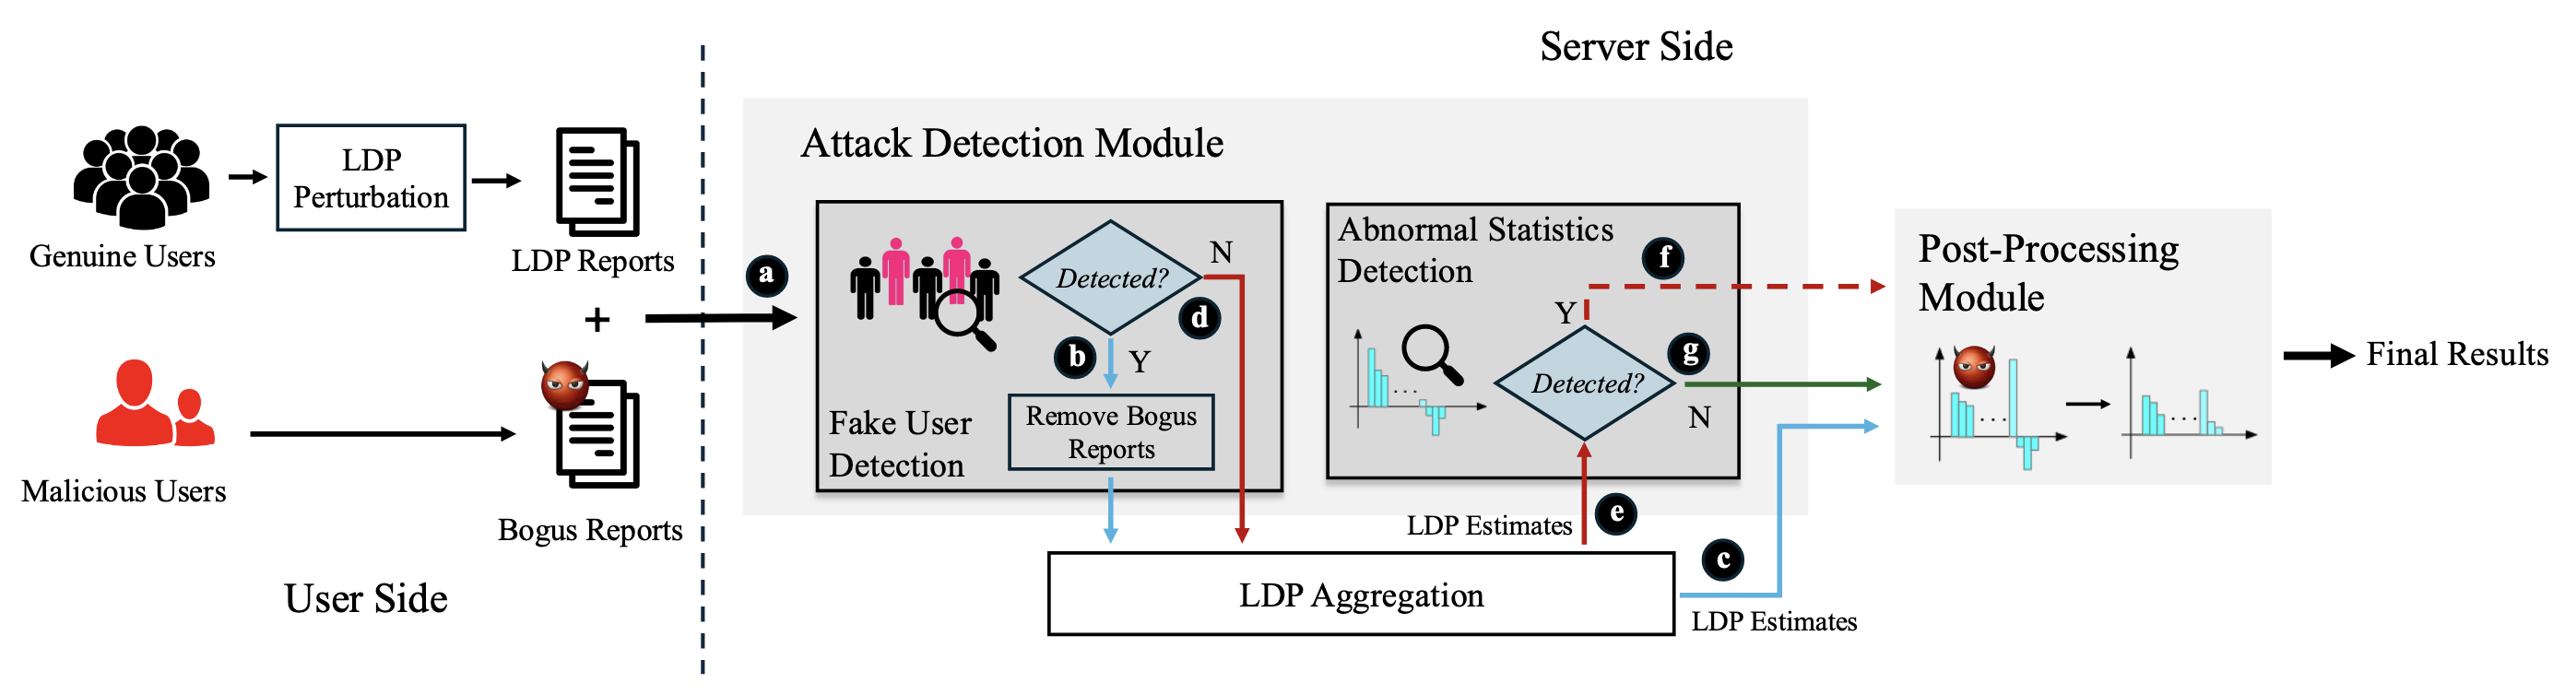 Server Side
Attack Detection Module
LDP
Perturbation
Genuine Users
LDP Reports
+
Malicious Users
Bogus Reports
User Side
a
Detected?
N
d
b
Y
Remove Bogus
Reports
Fake User
Detection
Abnormal Statistics
Detection
f
Y
Detected?
g
N
LDP Estimates
e
LDP Aggregation
c
LDP Estimates
Post-Processing
Module
Final Results